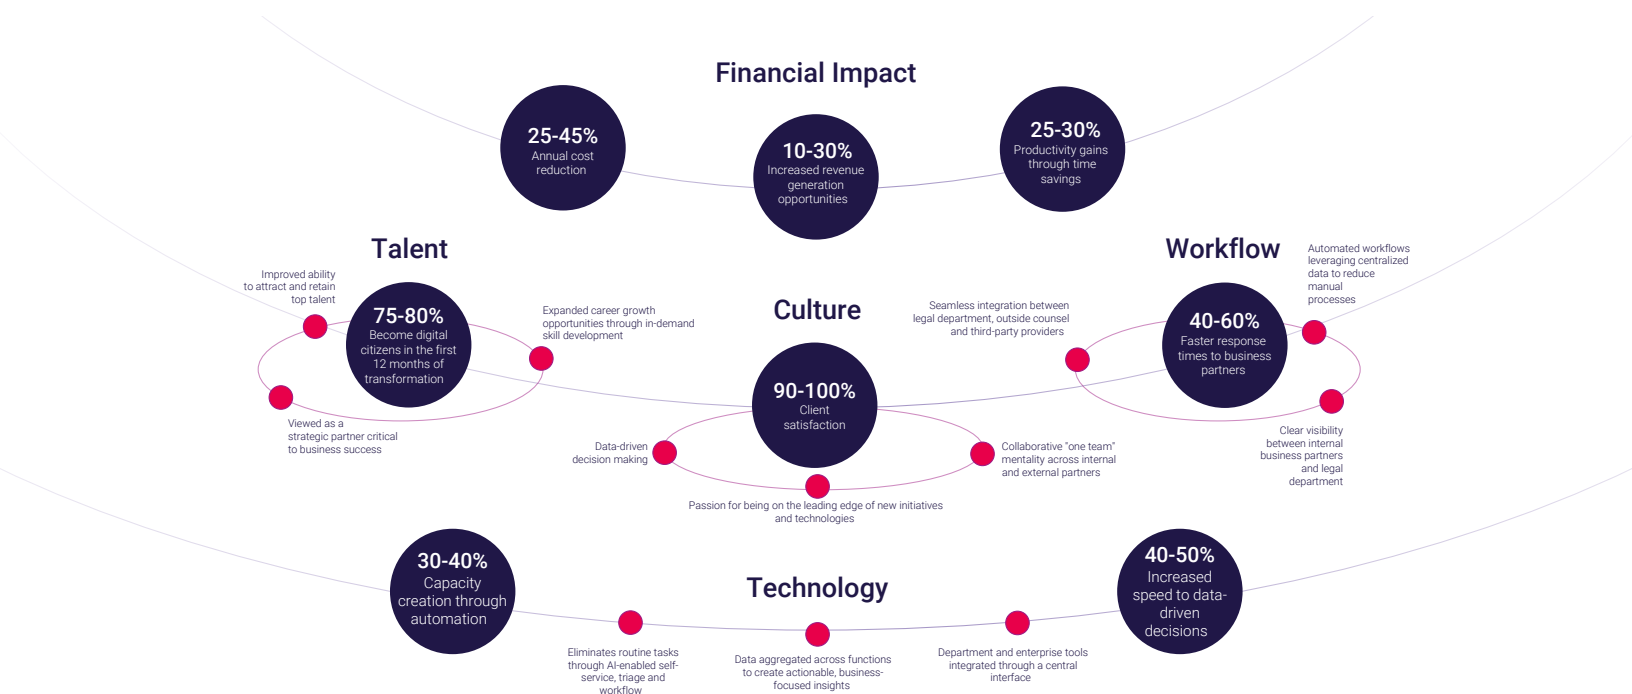 Financial Impact
25-45%
Annual cost
reduction
10-30%
Increased revenue
generation
opportunities
25-30%
Productivity gains
through time
savings
Talent
Improved ability
to attract and retain
top talent
75-80%
Become digital
citizens in the first
12 months of
transformation
Expanded career growth
opportunities through in-demand
skill development
Viewed as a
strategic partner critical
to business success
Culture
90-100%
Client
satisfaction
Data-driven
decision making
Collaborative "one team"
mentality across internal
and external partners
Passion for being on the leading edge of new initiatives
and technologies
Workflow
Seamless integration between
legal department, outside counsel
and third-party providers
40-60%
Faster response
times to business
partners
Automated workflows
leveraging centralized
data to reduce
manual
processes
Clear visibility
between internal
business partners
and legal
department
Technology
30-40%
Capacity
creation through
automation
Eliminates routine tasks
through AI-enabled self-
service, triage and
workflow
Data aggregated across functions
to create actionable, business-
focused insights
Department and enterprise tools
integrated through a central
interface
40-50%
Increased
speed to data-
driven
decisions